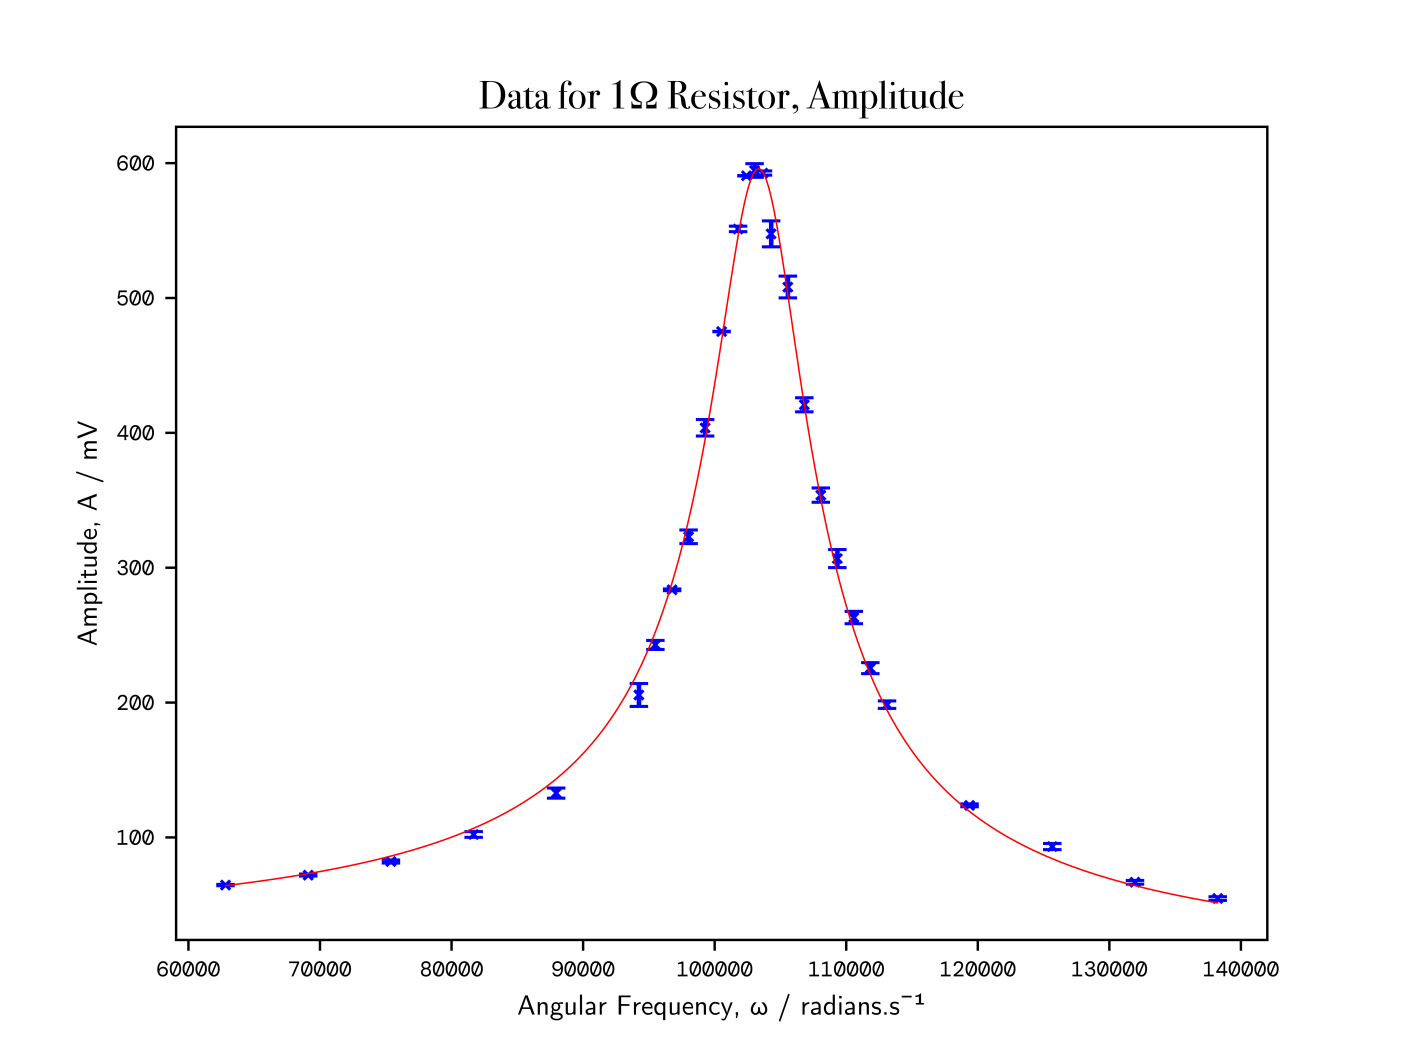 Data for 1Ω Resistor, Amplitude
600
500
400
300
200
100
Amplitude, A / mV
60000 70000 80000 90000 100000 110000 120000 130000 140000
Angular Frequency, ω / radians.s⁻¹